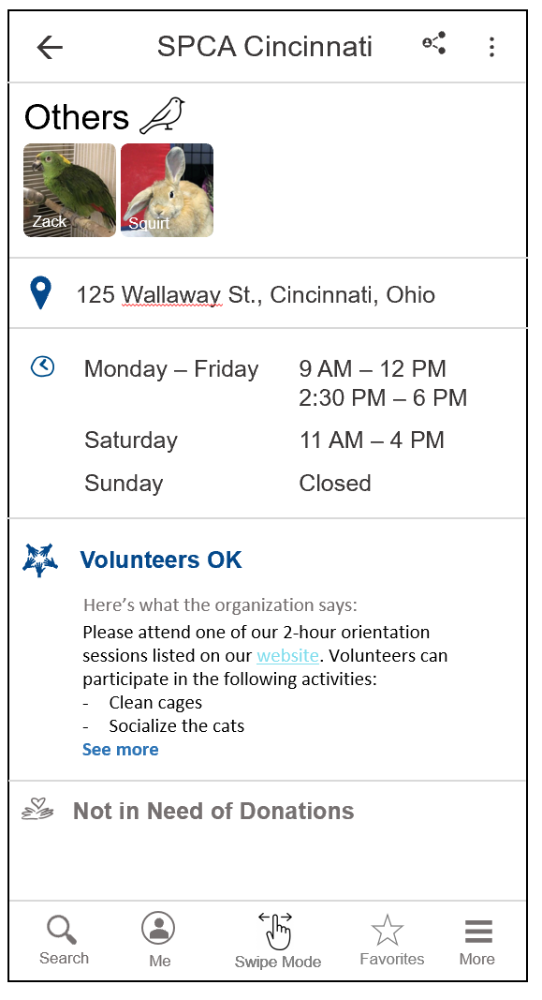 SPCA Cincinnati
Others
Zack
Squirt
125 Wallaway St., Cincinnati, Ohio
Monday – Friday 9 AM – 12 PM
2:30 PM – 6 PM
Saturday 11 AM – 4 PM
Sunday Closed
Volunteers OK
Here’s what the organization says:
Please attend one of our 2-hour orientation
sessions listed on our website. Volunteers can
participate in the following activities:
- Clean cages
- Socialize the cats
See more
Not in Need of Donations
Search Me Swipe Mode Favorites More